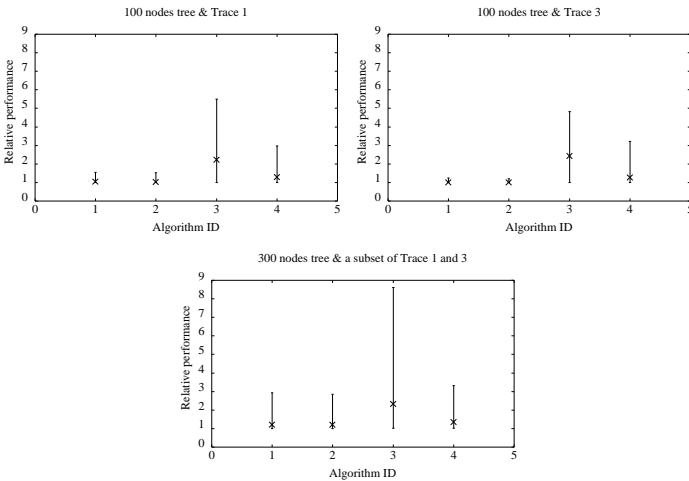 100 nodes tree & Trace 1
9
8
7
6
5
4
3
2
1
0
Relative performance
0 1 2 3 4 5
Algorithm ID
100 nodes tree & Trace 3
9
8
7
6
5
4
3
2
1
0
Relative performance
0 1 2 3 4 5
Algorithm ID
300 nodes tree & a subset of Trace 1 and 3
9
8
7
6
5
4
3
2
1
0
Relative performance
0 1 2 3 4 5
Algorithm ID